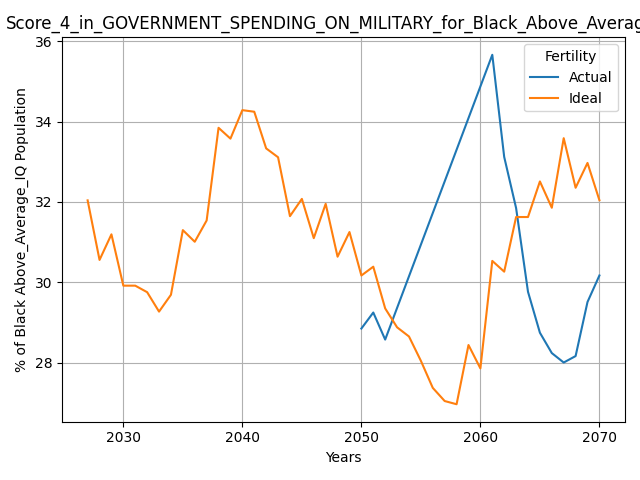 Score_4_in_GOVERNMENT_SPENDING_ON_MILITARY_for_Black_Above_Averag
36
34
32
30
28
% of Black Above_Average_IQ Population
Fertility
Actual
Ideal
2030 2040 2050 2060 2070
Years